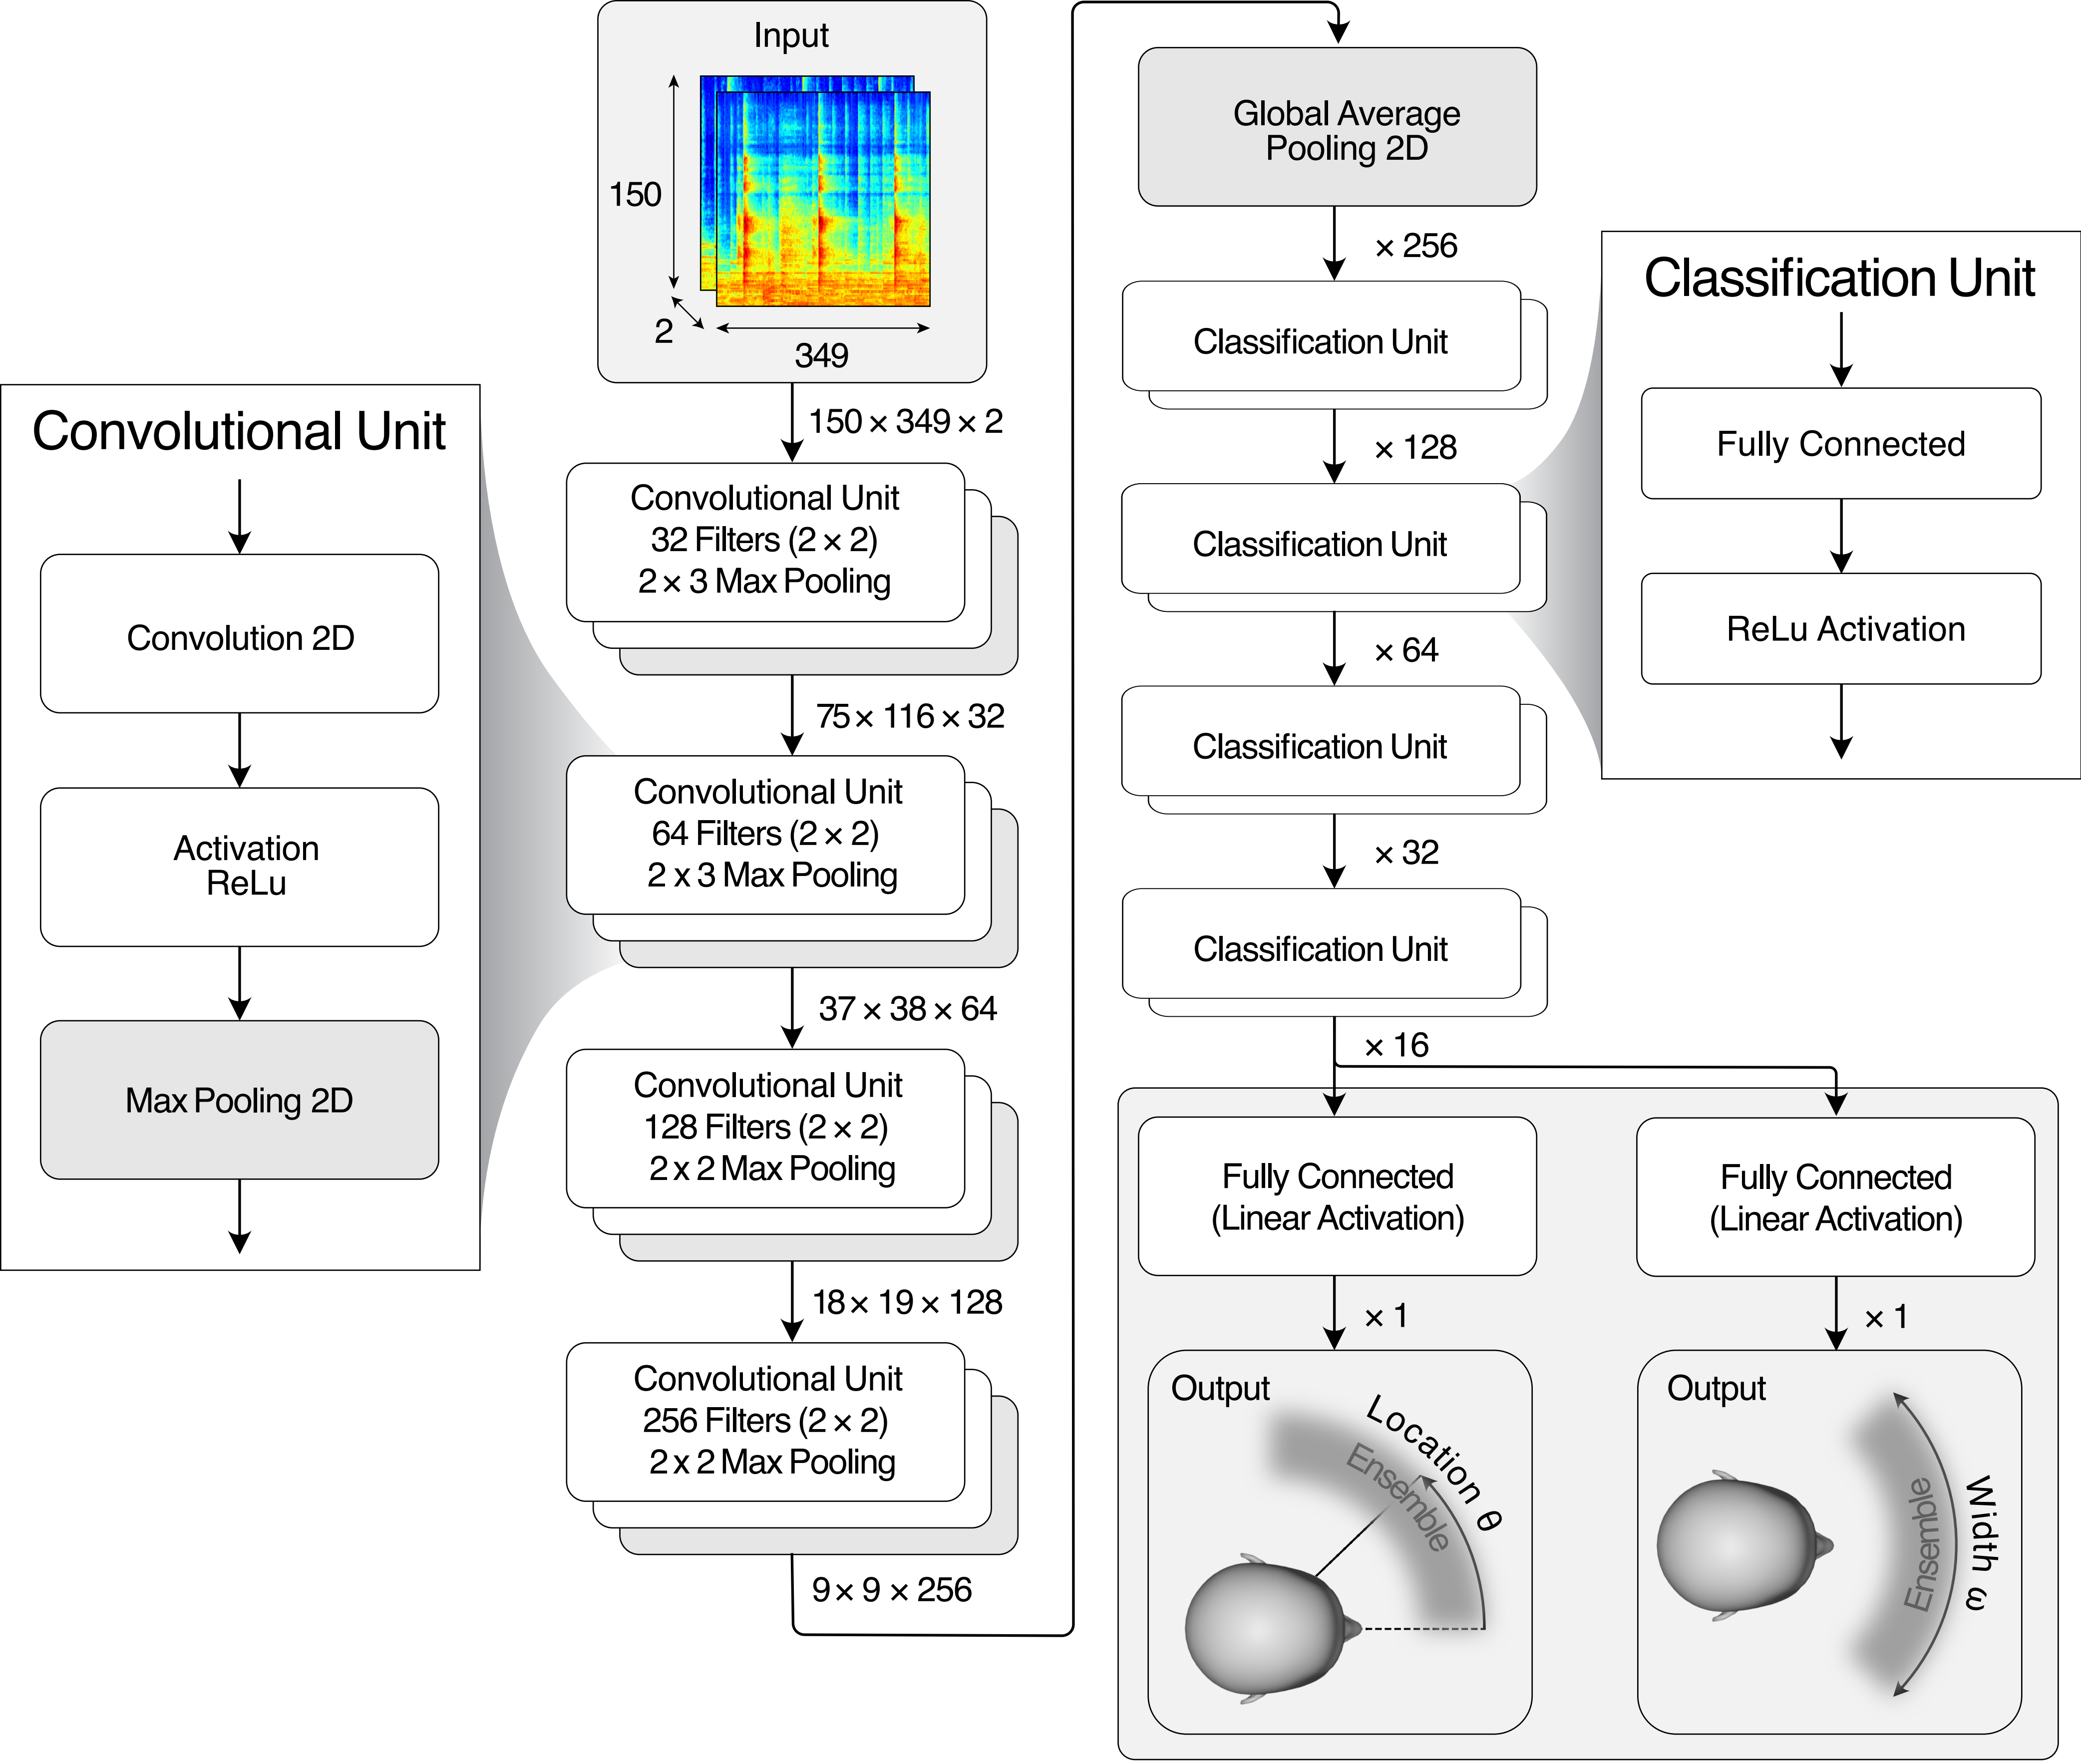 Input
150
2
349
150 × 349 × 2
Convolutional Unit
32 Filters (2 × 2)
2 × 3 Max Pooling
75 × 116 × 32
Convolutional Unit
64 Filters (2 × 2)
2 x 3 Max Pooling
37 × 38 × 64
Convolutional Unit
128 Filters (2 × 2)
2 x 2 Max Pooling
18 × 19 × 128
Convolutional Unit
256 Filters (2 × 2)
2 x 2 Max Pooling
9 × 9 × 256
Convolutional Unit
Convolution 2D
Activation
ReLu
Max Pooling 2D
Global Average
Pooling 2D
× 256
Classification Unit
× 128
Classification Unit
× 64
Classification Unit
× 32
Classification Unit
× 16
Classification Unit
Fully Connected
ReLu Activation
Fully Connected
(Linear Activation)
× 1
Output
Location θ
Ensemble
Fully Connected
(Linear Activation)
× 1
Output
Ensemble
Width ω